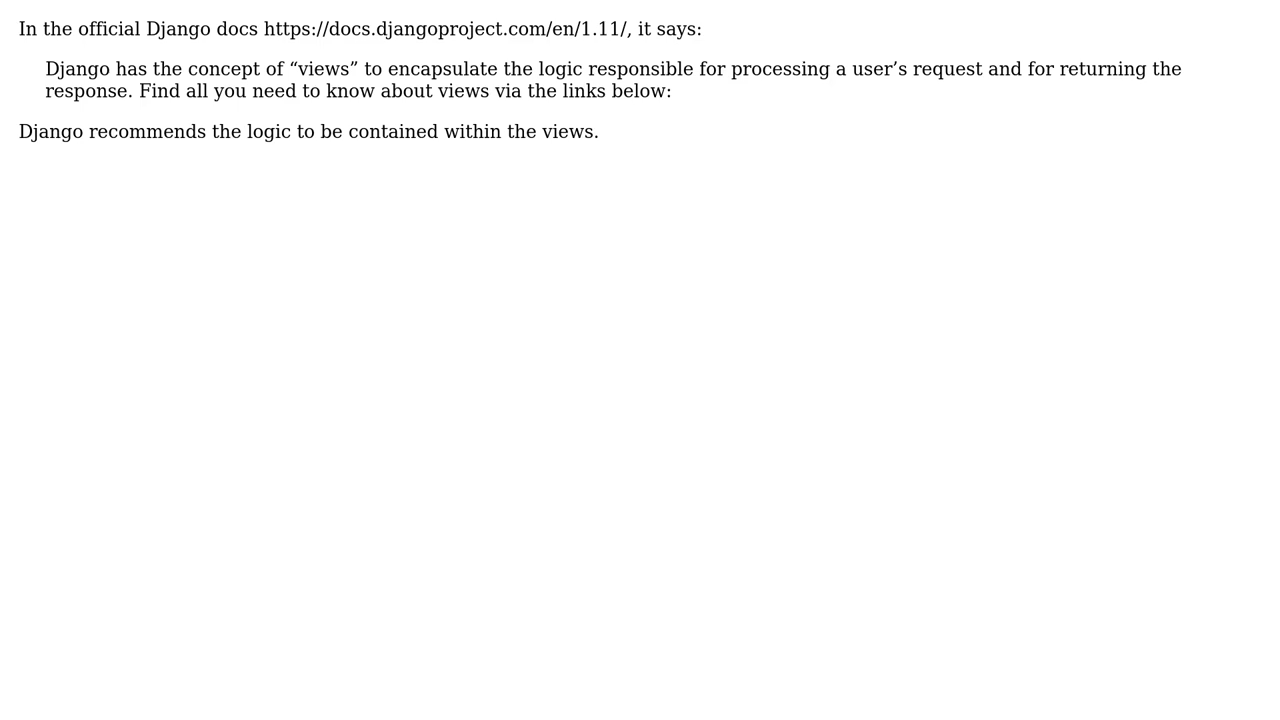 In the official Django docs https://docs.djangoproject.com/en/1.11/, it says:
Django has the concept of “views” to encapsulate the logic responsible for processing a user’s request and for returning the
response. Find all you need to know about views via the links below:
Django recommends the logic to be contained within the views.